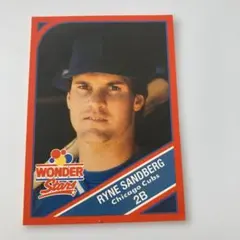 WONDER
Stars
RYNE SANDBERG
Chicago Cubs
2B